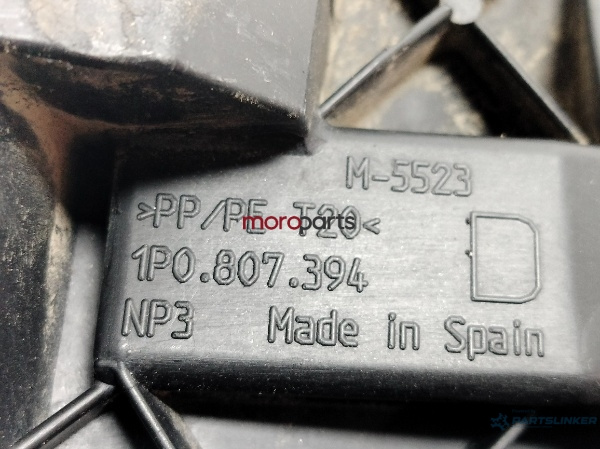 M-5523
>PP/PE T20<
moroparts
1P0.807.394
D
NP3 Made in Spain
PARTSLINKER